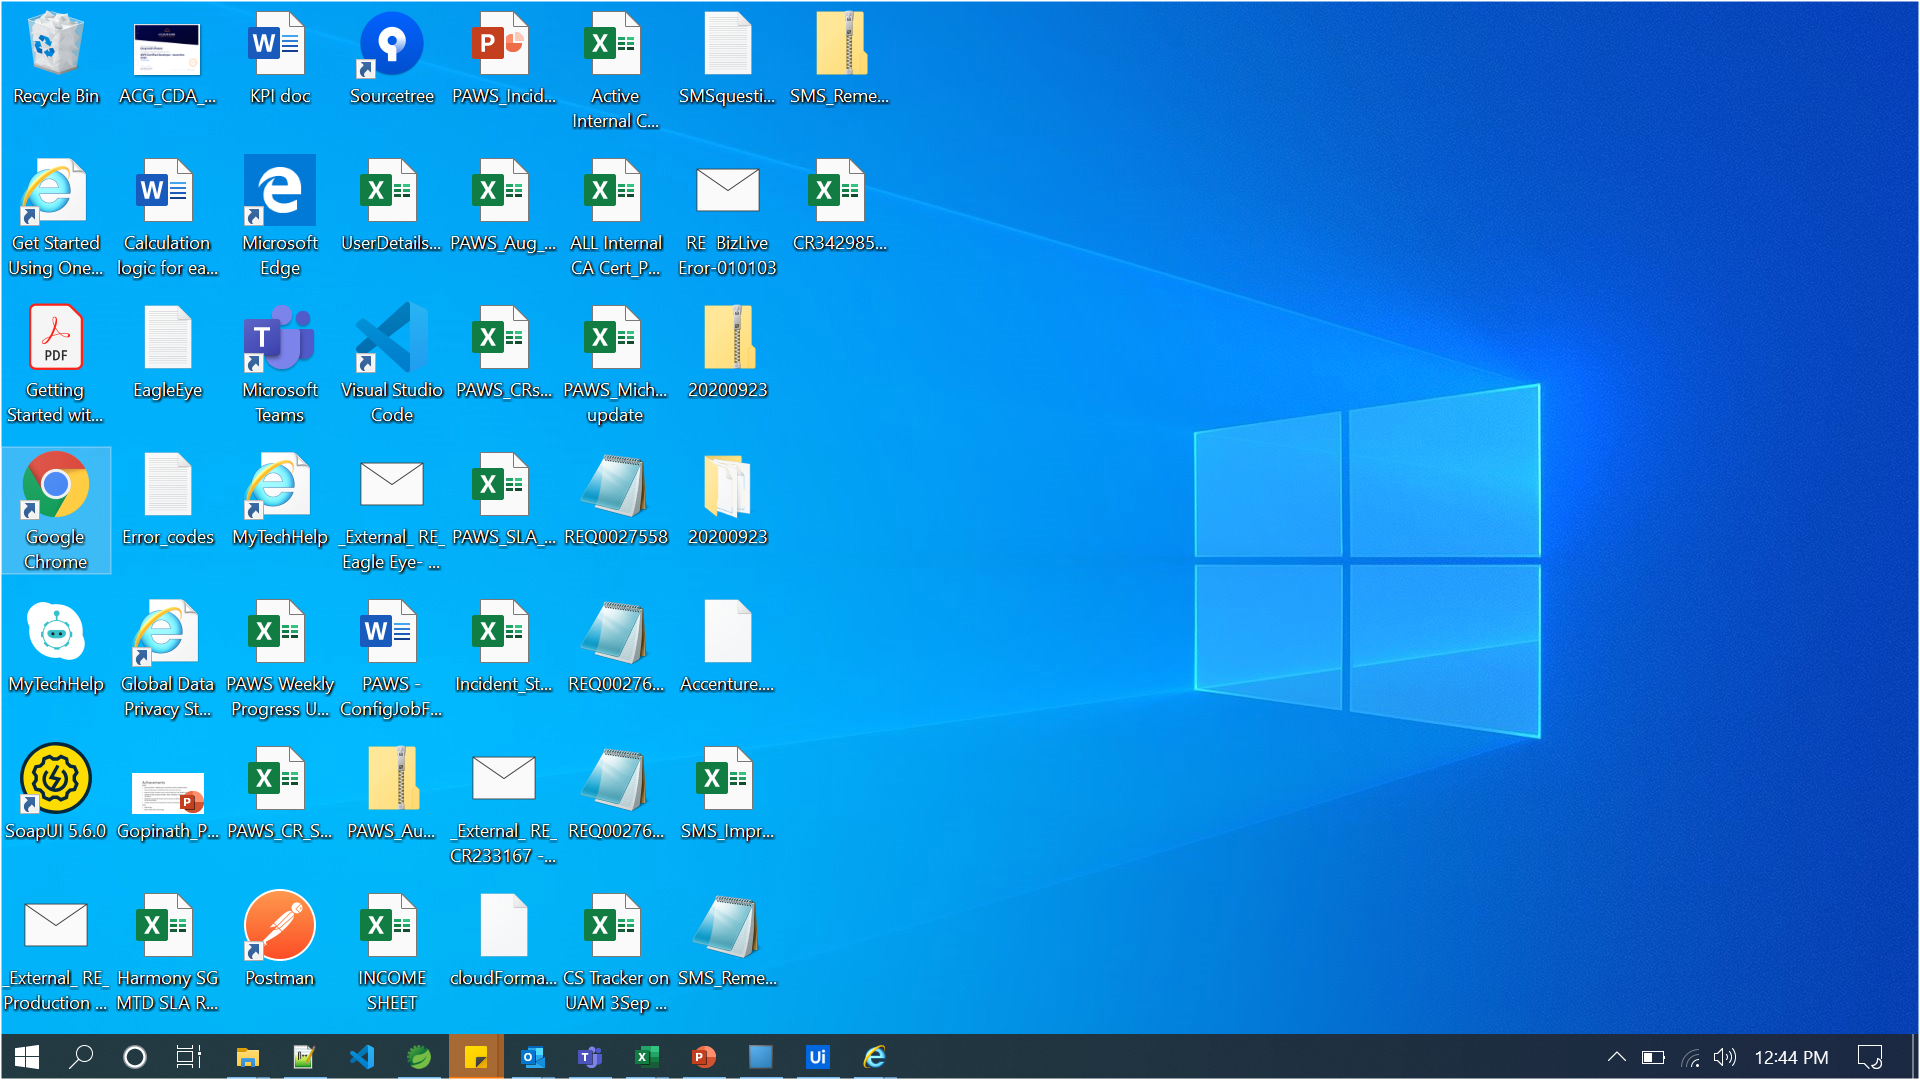 Recycle Bin
ACG_CDA_...
KPI doc
Sourcetree
PAWS_Incid...
Active
Internal C...
SMSquesti...
SMS_Reme...
Get Started
Using One...
Calculation
logic for ea...
Microsoft
Edge
UserDetails...
PAWS_Aug_...
ALL Internal
CA Cert_P...
RE_BizLive
Eror-010103
CR342985...
PDF
Getting
Started wit...
EagleEye
Microsoft
Teams
Visual Studio
Code
PAWS_CRs...
PAWS_Mich...
update
20200923
Google
Chrome
Error_codes
MyTechHelp
_External_ RE_
Eagle Eye- ...
PAWS_SLA_...
REQ0027558
20200923
MyTechHelp
Global Data
Privacy St...
PAWS Weekly
Progress U...
PAWS -
ConfigJobF...
Incident_St...
REQ00276...
Accenture....
SoapUI 5.6.0
Gopinath_P...
PAWS_CR_S...
PAWS_Au...
_External_ RE_
CR233167 -...
REQ00276...
SMS_Impr...
_External_ RE_
Production ...
Harmony SG
MTD SLA R...
Postman
INCOME
SHEET
cloudForma...
CS Tracker on
UAM 3Sep ...
SMS_Reme...
Ui
12:44 PM